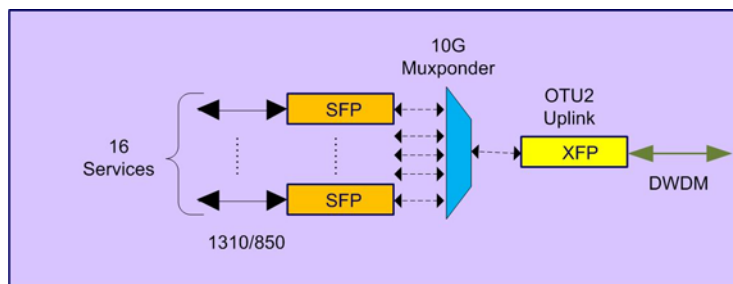 10G
Muxponder
OTU2
Uplink
SFP
16
Services
XFP
DWDM
SFP
1310/850